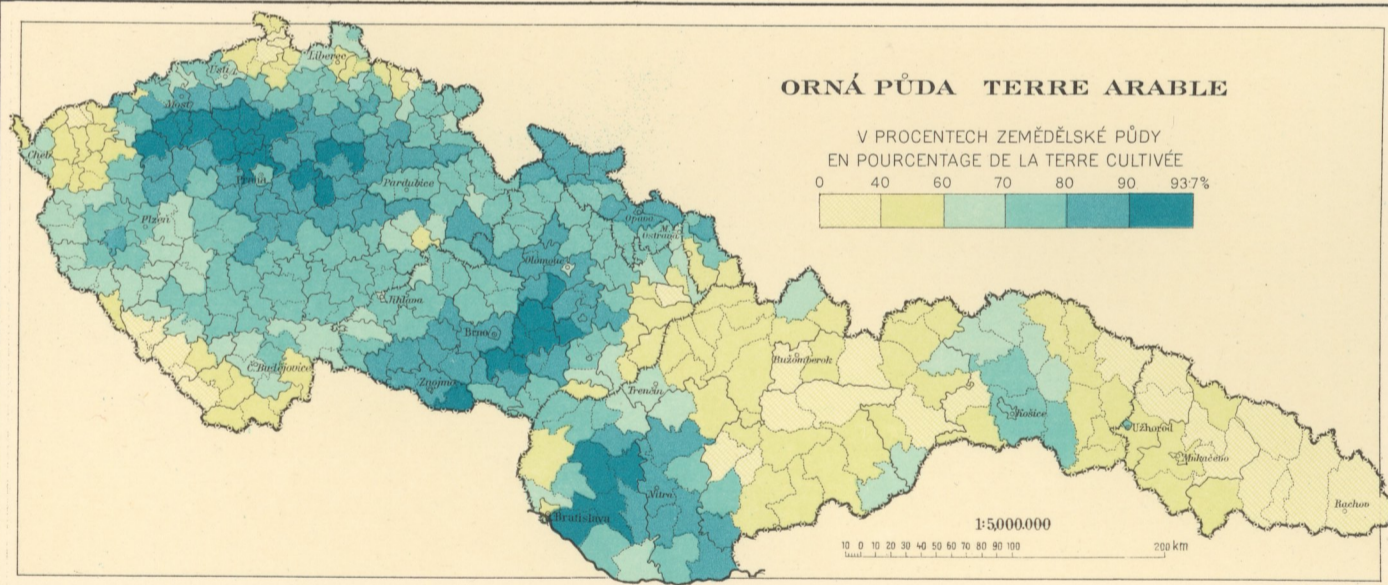 ORNÁ PŮDA TERRE ARABLE
V PROCENTECH ZEMĚDĚLSKÉ PŮDY
EN POURCENTAGE DE LA TERRE CULTIVÉE
0 40 60 70 80 90 93·7%
Liberec
Ústí
Most
Cheb
Praha
Pardubice
Plzeň
Opava
M. Ostrava
Olomouc
Jihlava
Brno
Č. Budějovice
Znojmo
Ružomberok
Trenčín
Košice
Užhorod
Mukačevo
Nitra
Bratislava
Rachov
1:5,000.000
10 0 10 20 30 40 50 60 70 80 90 100 200 km